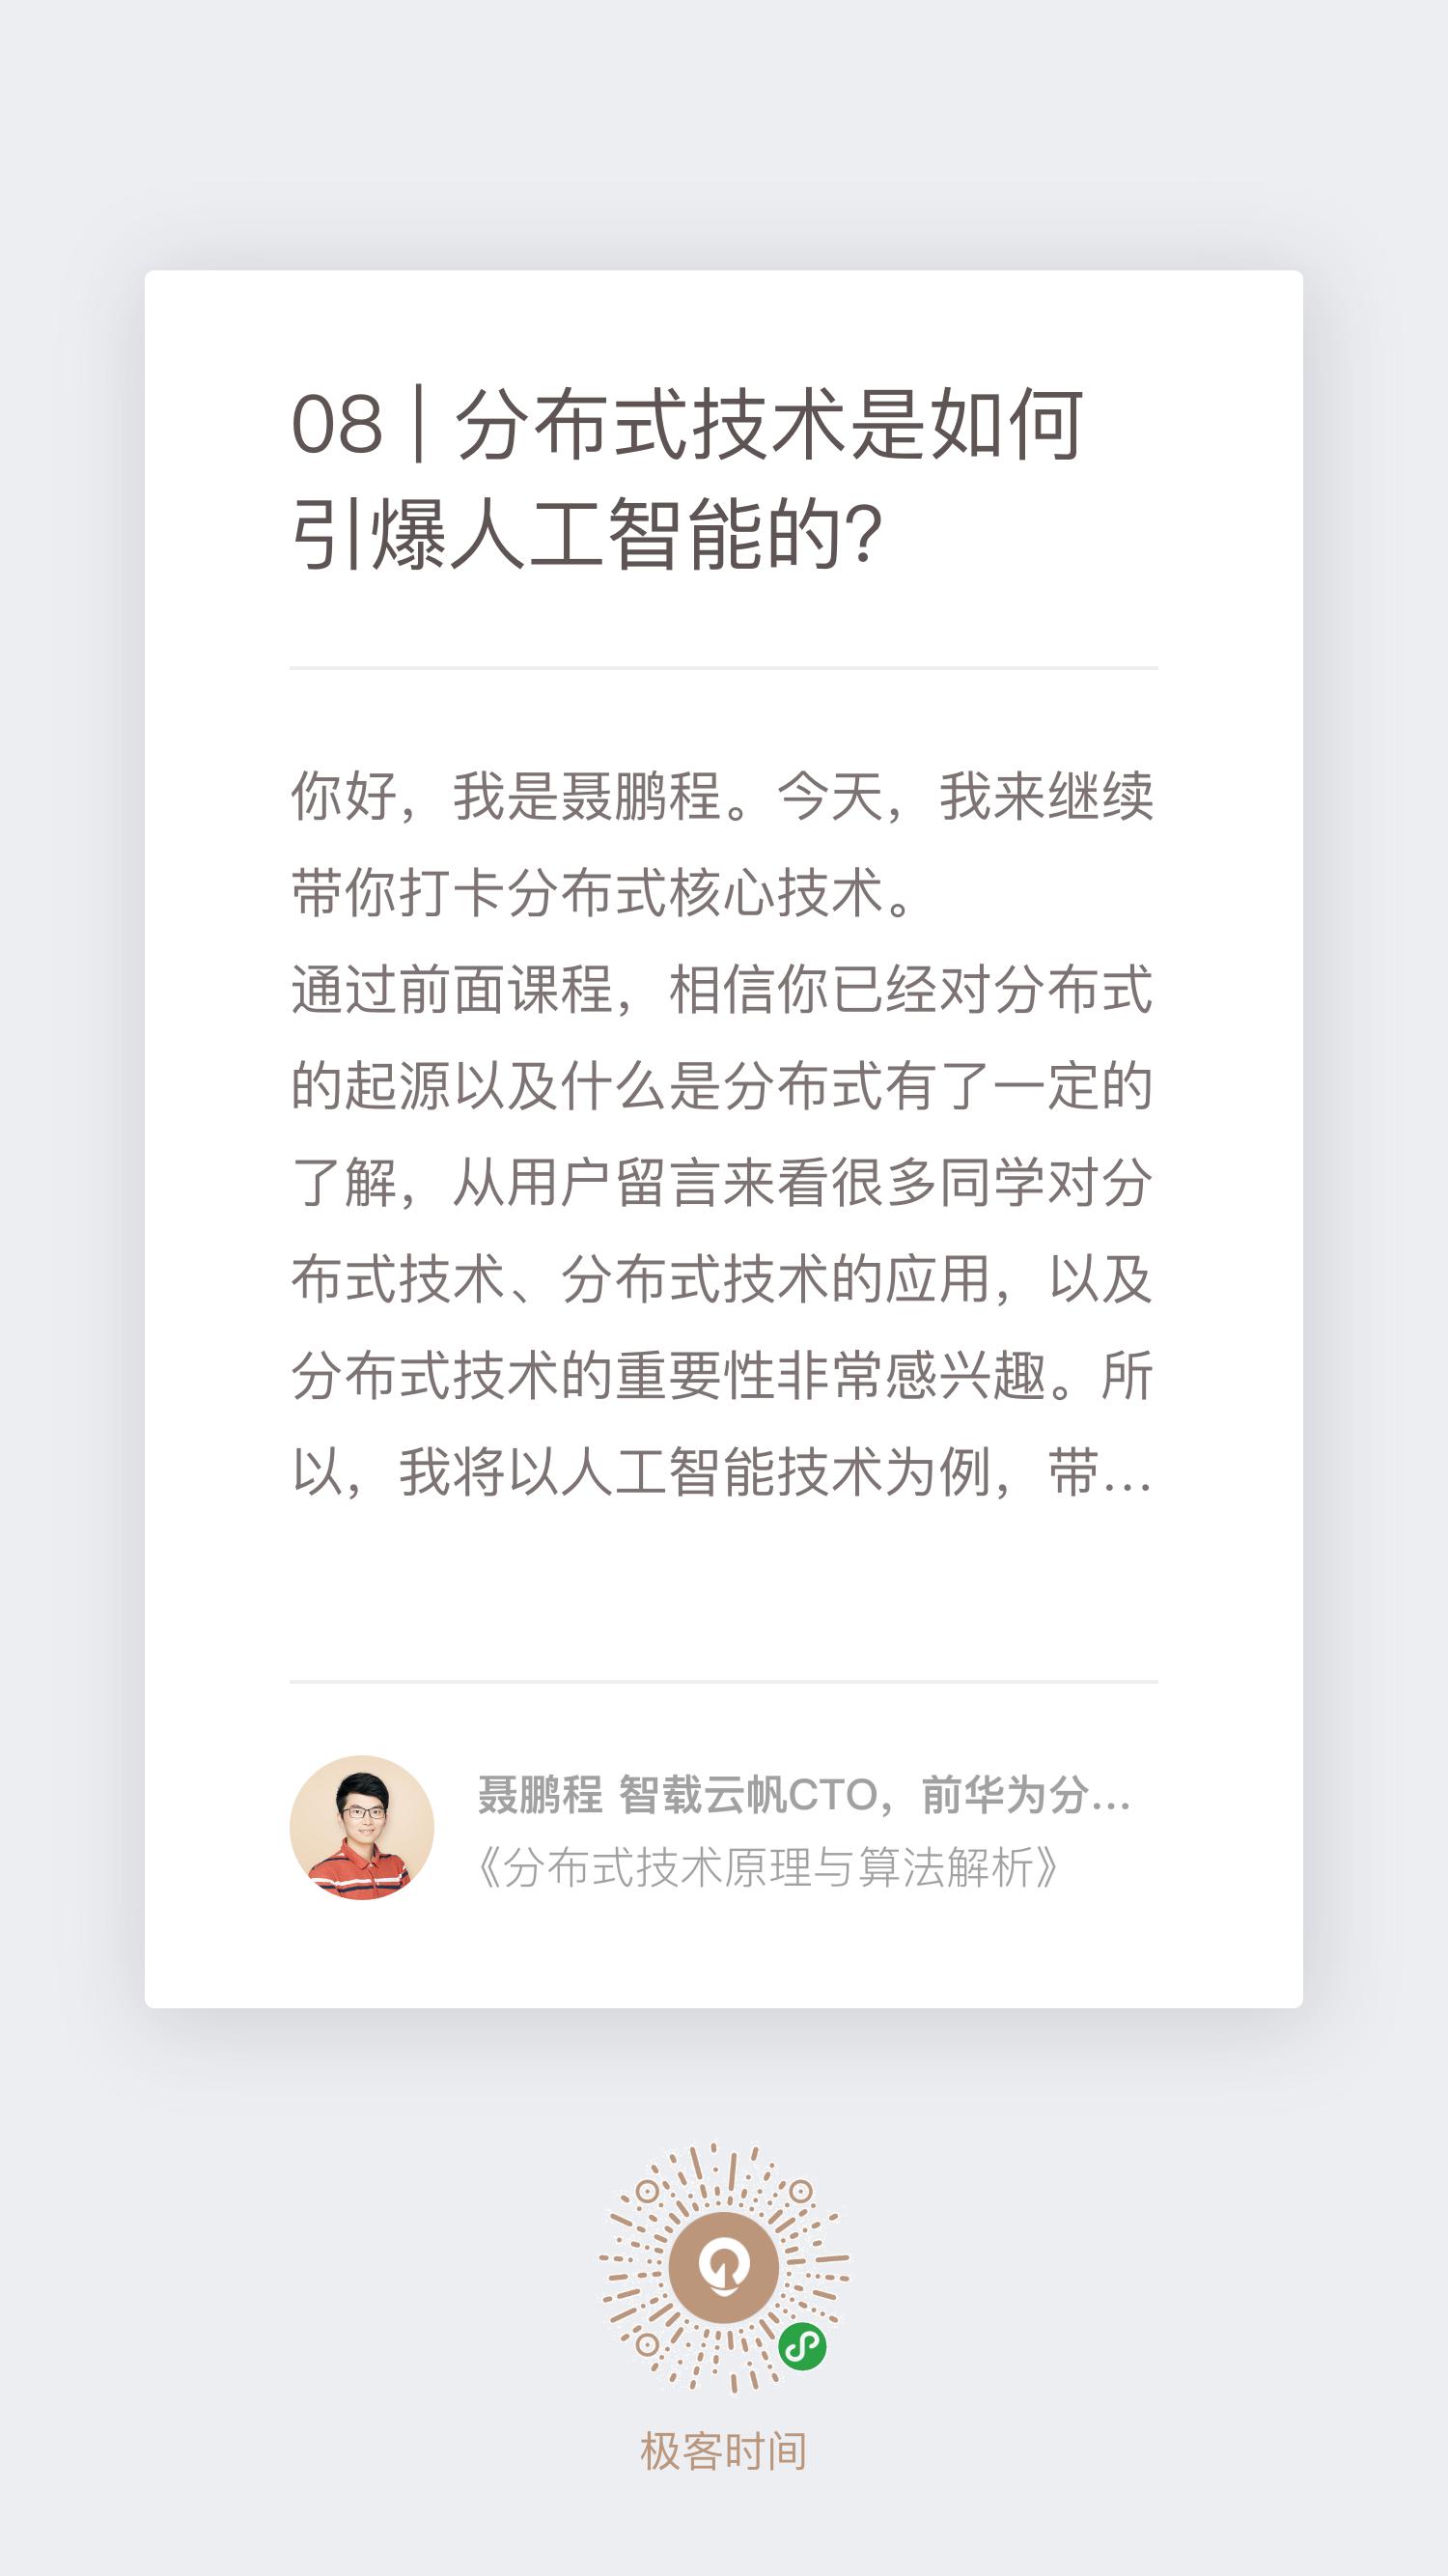 08 | 分布式技术是如何
引爆人工智能的?
你好，我是聂鹏程。今天，我来继续
带你打卡分布式核心技术。
通过前面课程，相信你已经对分布式
的起源以及什么是分布式有了一定的
了解，从用户留言来看很多同学对分
布式技术、分布式技术的应用，以及
分布式技术的重要性非常感兴趣。所
以，我将以人工智能技术为例，带...
聂鹏程 智载云帆CTO，前华为分...
《分布式技术原理与算法解析》
极客时间